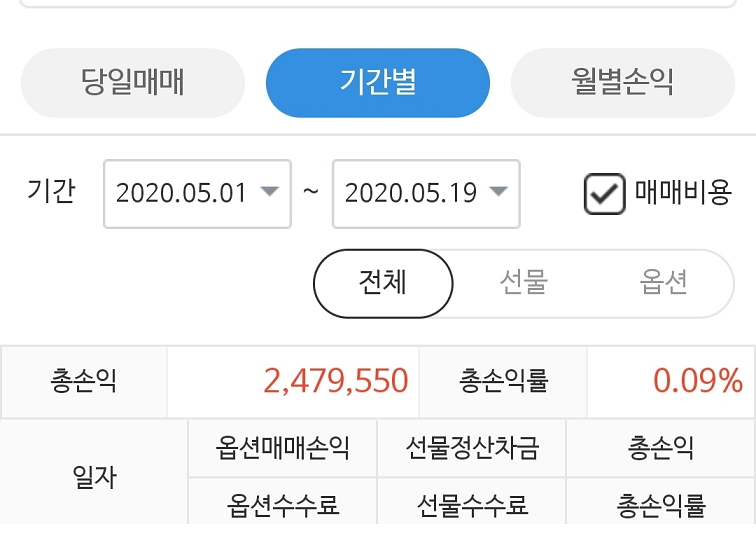 당일매매 기간별 월별손익
기간 2020.05.01 ~ 2020.05.19 매매비용
전체 선물 옵션
총손익 2,479,550 총손익률 0.09%
일자 옵션매매손익 선물정산차금 총손익
옵션수수료 선물수수료 총손익률